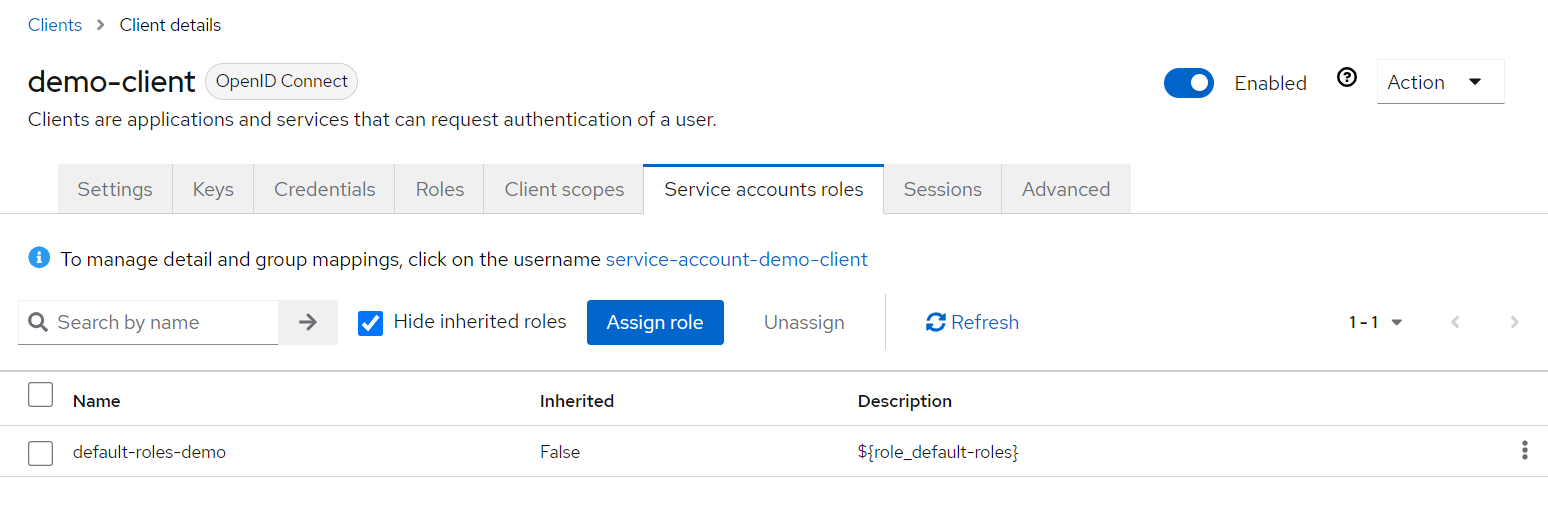 Clients > Client details
demo-client OpenID Connect Enabled Action
Clients are applications and services that can request authentication of a user.
Settings Keys Credentials Roles Client scopes Service accounts roles Sessions Advanced
To manage detail and group mappings, click on the username service-account-demo-client
Search by name Hide inherited roles Assign role Unassign Refresh 1 - 1
Name Inherited Description
default-roles-demo False ${role_default-roles}